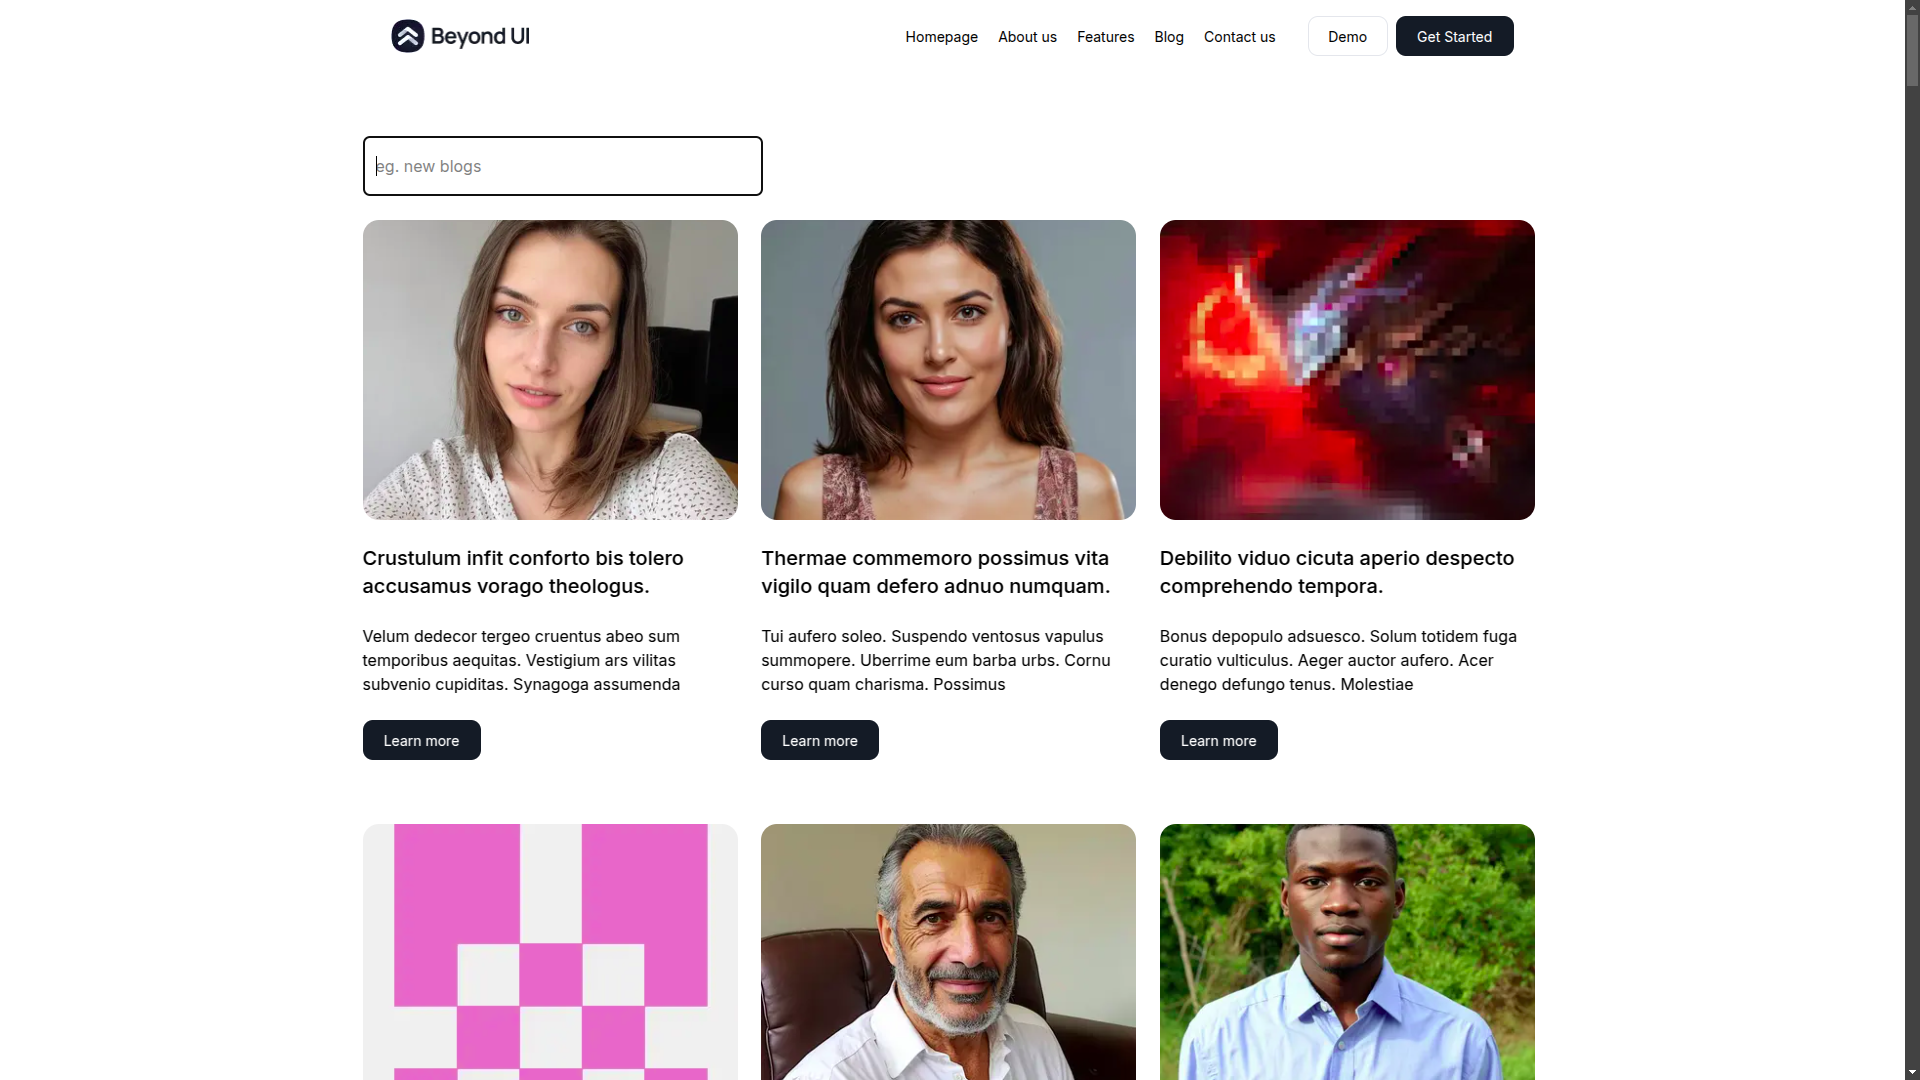 Beyond UI
Homepage
About us
Features
Blog
Contact us
Demo
Get Started
eg. new blogs
Crustulum infit conforto bis tolero
accusamus vorago theologus.
Velum dedecor tergeo cruentus abeo sum
temporibus aequitas. Vestigium ars vilitas
subvenio cupiditas. Synagoga assumenda
Learn more
Thermae commemoro possimus vita
vigilo quam defero adnuo numquam.
Tui aufero soleo. Suspendo ventosus vapulus
summopere. Uberrime eum barba urbs. Cornu
curso quam charisma. Possimus
Learn more
Debilito viduo cicuta aperio despecto
comprehendo tempora.
Bonus depopulo adsuesco. Solum totidem fuga
curatio vulticulus. Aeger auctor aufero. Acer
denego defungo tenus. Molestiae
Learn more